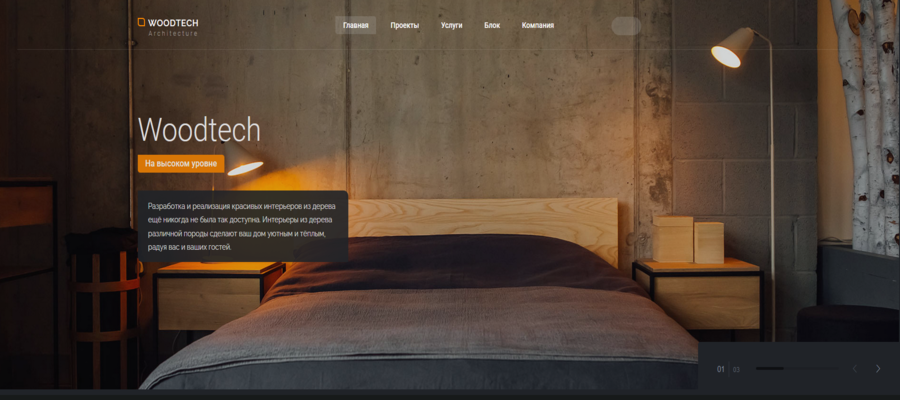 WOODTECH
Architecture
Главная Проекты Услуги Блок Компания
Woodtech
На высоком уровне
Разработка и реализация красивых интерьеров из дерева
ещё никогда не была так доступна. Интерьеры из дерева
различной породы сделают ваш дом уютным и тёплым,
радуя вас и ваших гостей.
01 03